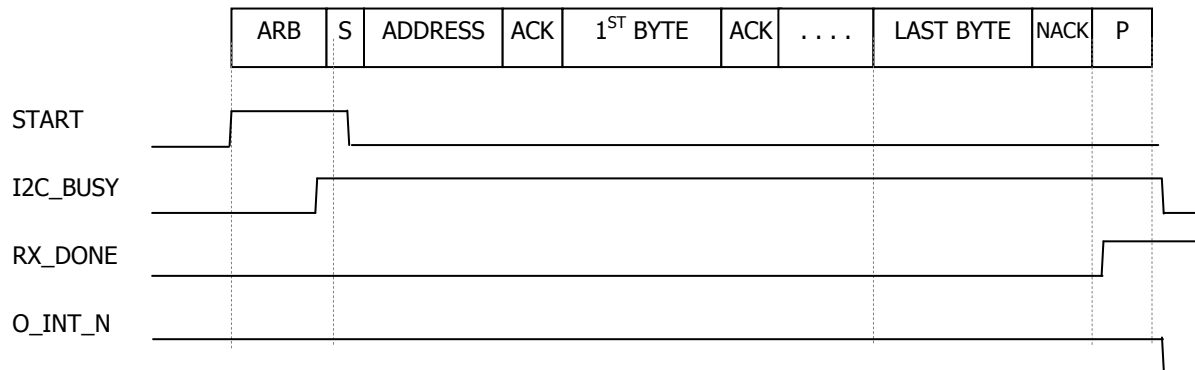 ARB S ADDRESS ACK 1ST BYTE ACK . . . . LAST BYTE NACK P
START
I2C_BUSY
RX_DONE
O_INT_N